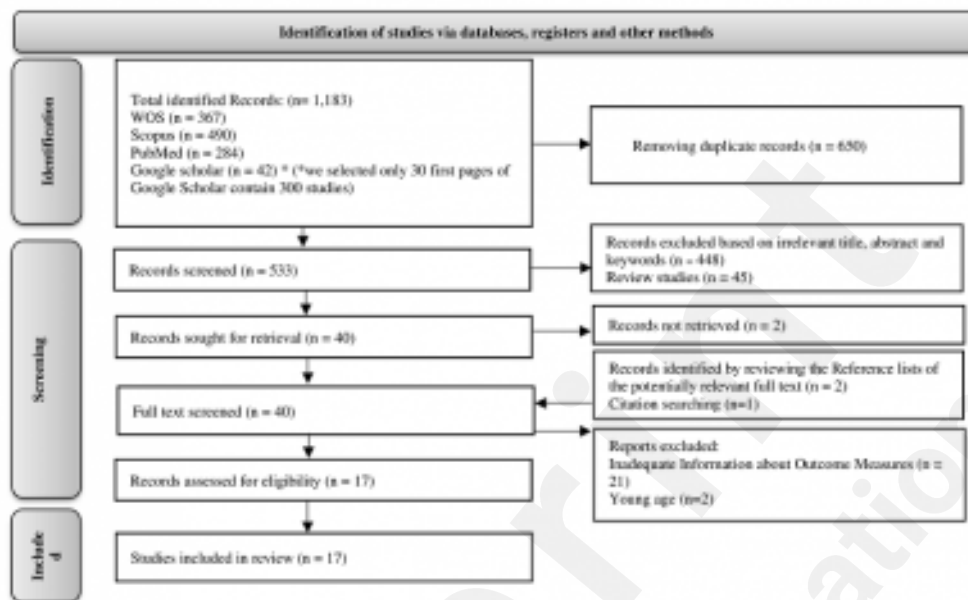 Identification of studies via databases, registers and other methods
Identification
Total identified Records: (n= 1,183)
WOS (n = 367)
Scopus (n = 490)
PubMed (n = 284)
Google scholar (n = 42) * (*we selected only 30 first pages of
Google Scholar contain 300 studies)
Removing duplicate records (n = 650)
Screening
Records screened (n = 533)
Records excluded based on irrelevant title, abstract and
keywords (n - 448)
Review studies (n = 45)
Records sought for retrieval (n = 40)
Records not retrieved (n = 2)
Records identified by reviewing the Reference lists of
the potentially relevant full text (n = 2)
Citation searching (n=1)
Full text screened (n = 40)
Reports excluded:
Inadequate Information about Outcome Measures (n =
21)
Young age (n=2)
Records assessed for eligibility (n = 17)
Include
d
Studies included in review (n = 17)